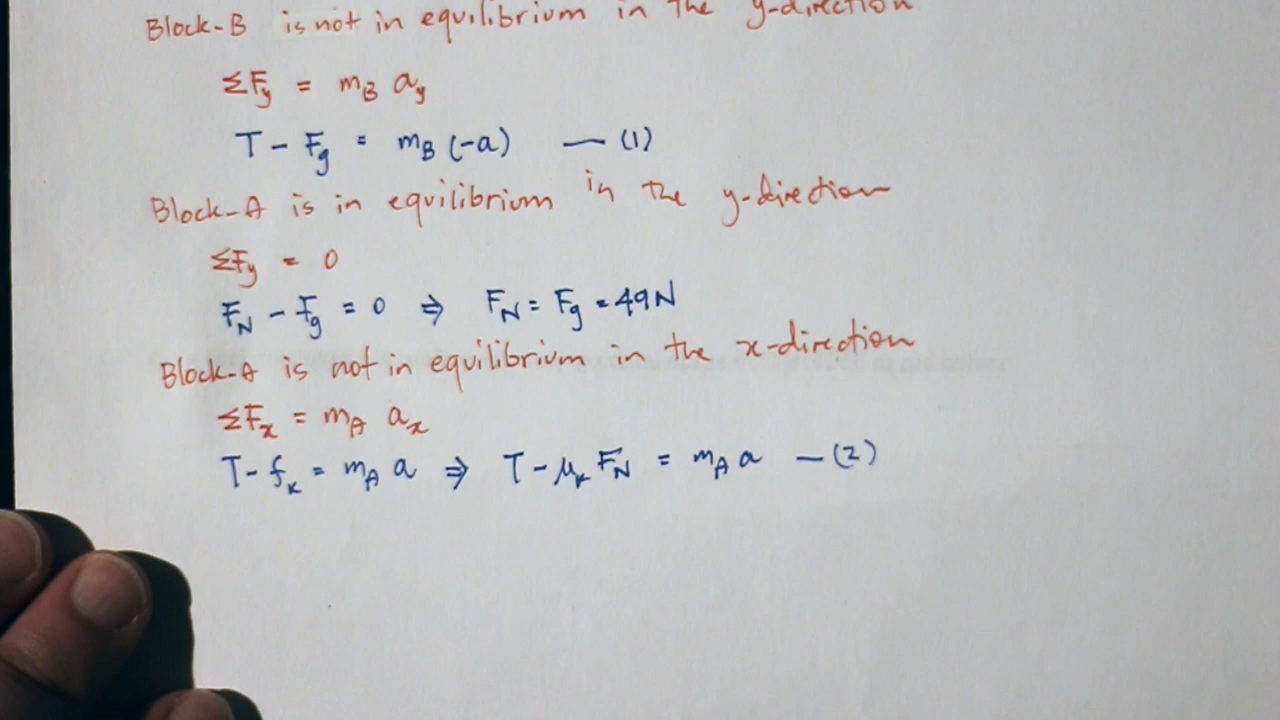 Block-B is not in equilibrium in the y-direction
ΣFy = mB ay
T - Fg = mB (-a) — (1)
Block-A is in equilibrium in the y-direction
ΣFy = 0
FN - Fg = 0 ⇒ FN = Fg = 49N
Block-A is not in equilibrium in the x-direction
ΣFx = mA ax
T - fk = mA a ⇒ T - μk FN = mA a — (2)